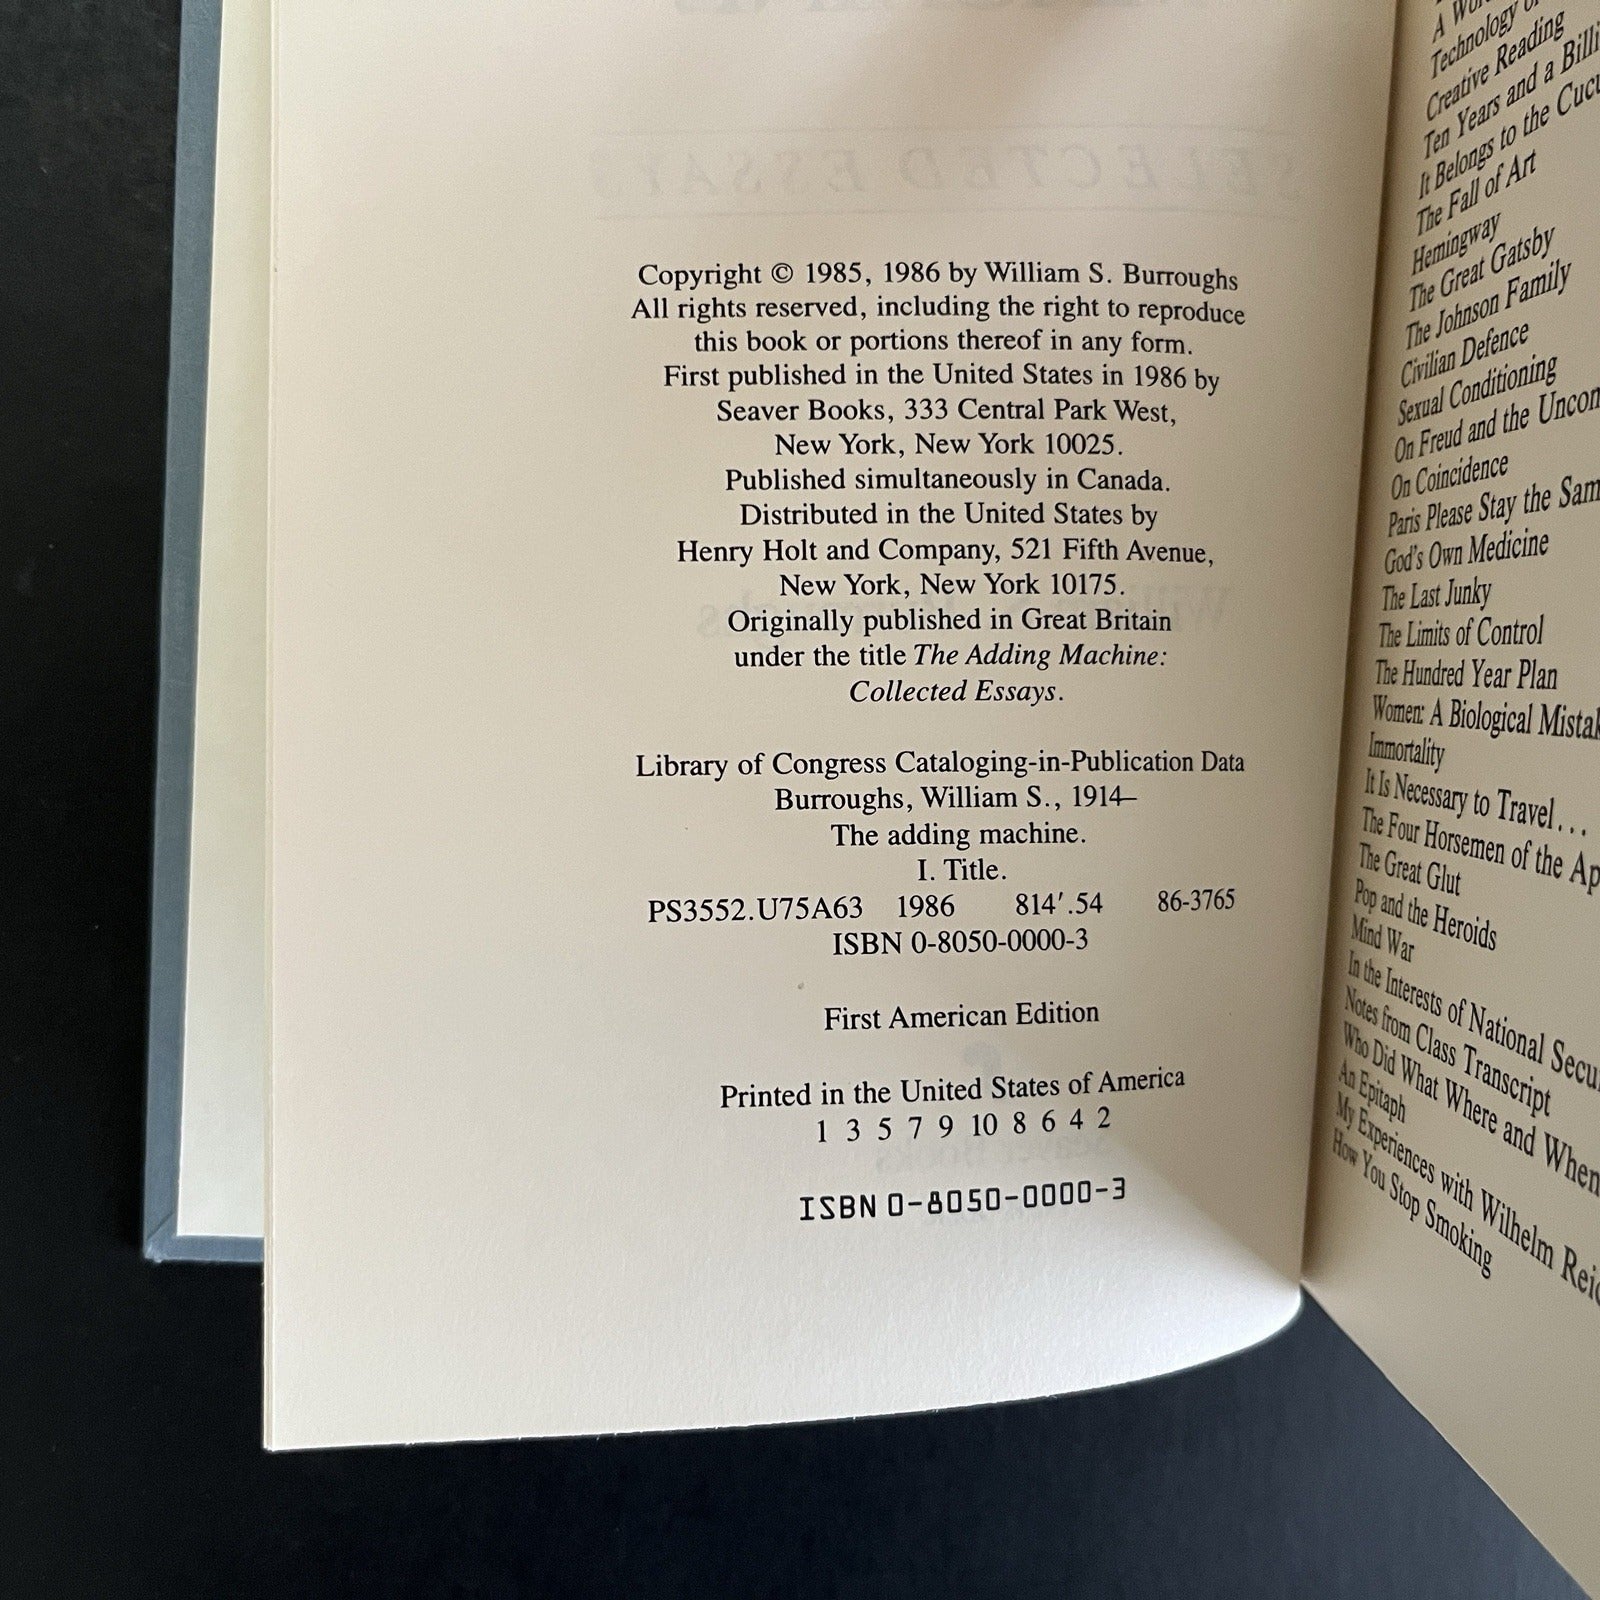 SELECTED ESSAYS
Copyright © 1985, 1986 by William S. Burroughs
All rights reserved, including the right to reproduce
this book or portions thereof in any form.
First published in the United States in 1986 by
Seaver Books, 333 Central Park West,
New York, New York 10025.
Published simultaneously in Canada.
Distributed in the United States by
Henry Holt and Company, 521 Fifth Avenue,
New York, New York 10175.
Originally published in Great Britain
under the title The Adding Machine:
Collected Essays.
Library of Congress Cataloging-in-Publication Data
Burroughs, William S., 1914–
The adding machine.
I. Title.
PS3552.U75A63 1986 814'.54 86-3765
ISBN 0-8050-0000-3
First American Edition
Printed in the United States of America
1 3 5 7 9 10 8 6 4 2
ISBN 0-8050-0000-3
A
Technology
Creative Reading
Ten Years and a
It Belongs to the
The Fall of Art
Hemingway
The Great Gatsby
The Johnson Family
Civilian Defence
Sexual Conditioning
On Freud and the
On Coincidence
Paris Please Stay the
God's Own Medicine
The Last Junky
The Limits of Control
The Hundred Year Plan
Women: A Biological
Immortality
It Is Necessary to Travel...
The Four Horsemen of the
The Great Glut
Pop and the Heroids
Mind War
In the Interests of National
Notes from Class Transcript
Who Did What Where and When
An Epitaph
My Experiences with Wilhelm
How You Stop Smoking